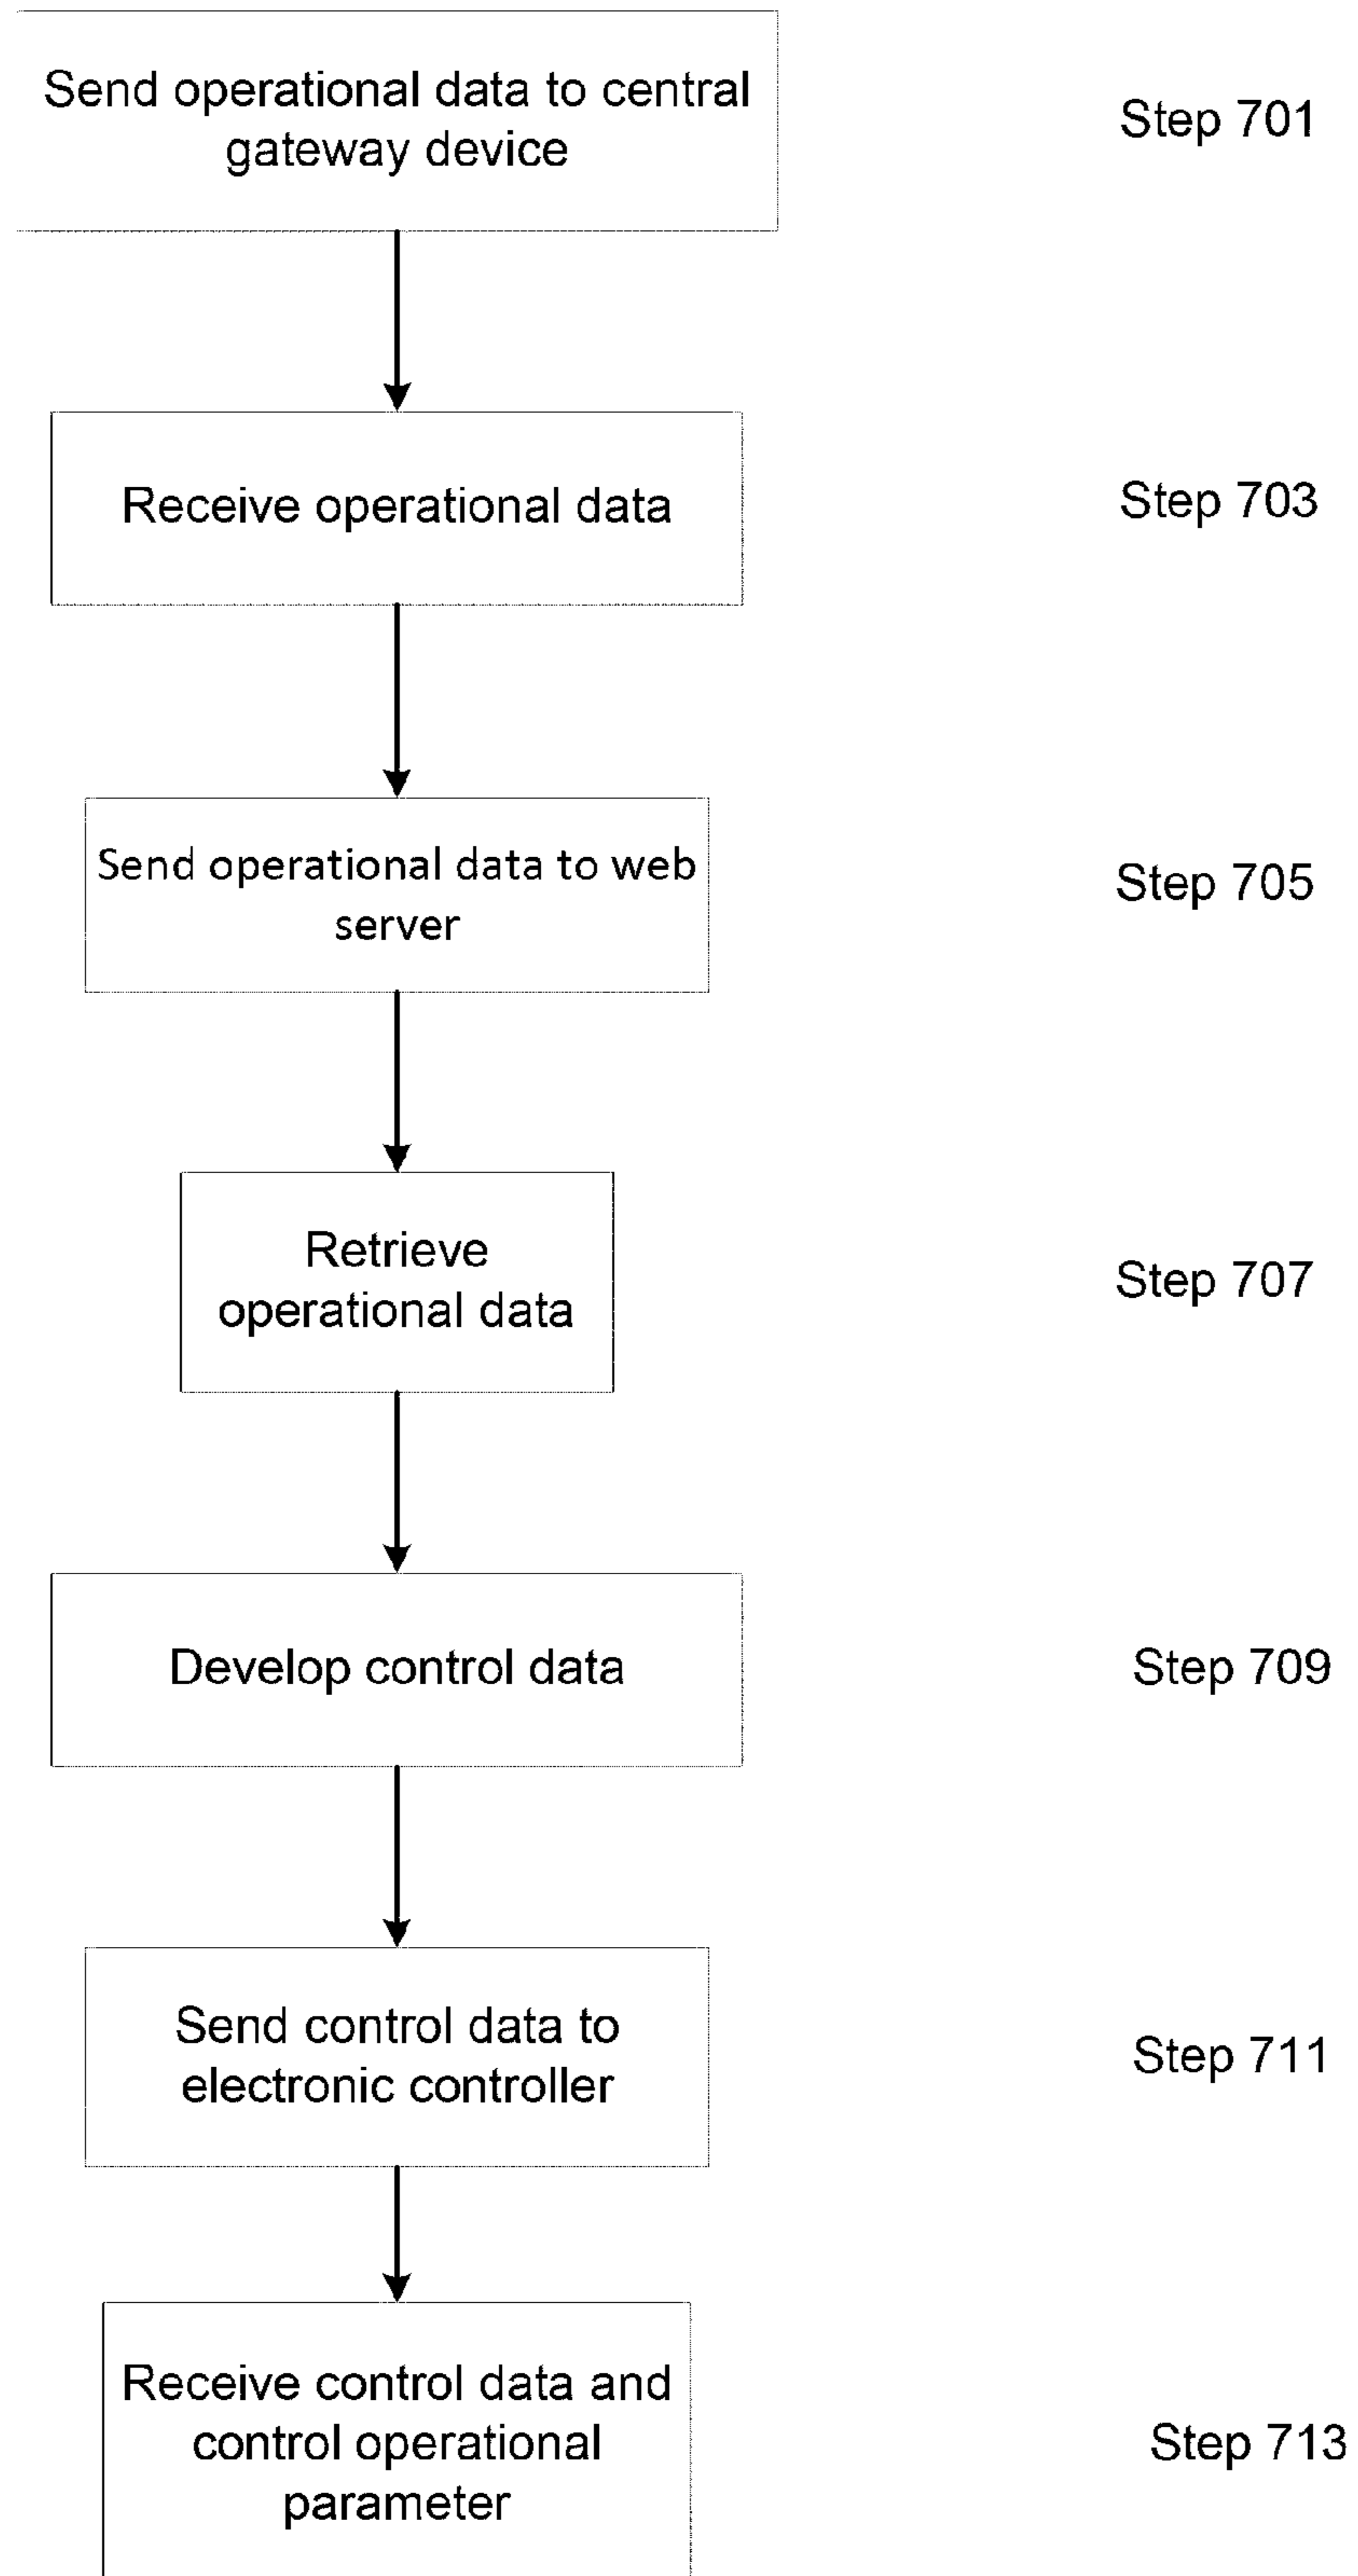 Send operational data to central
gateway device
Step 701
Receive operational data
Step 703
Send operational data to web
server
Step 705
Retrieve
operational data
Step 707
Develop control data
Step 709
Send control data to
electronic controller
Step 711
Receive control data and
control operational
parameter
Step 713